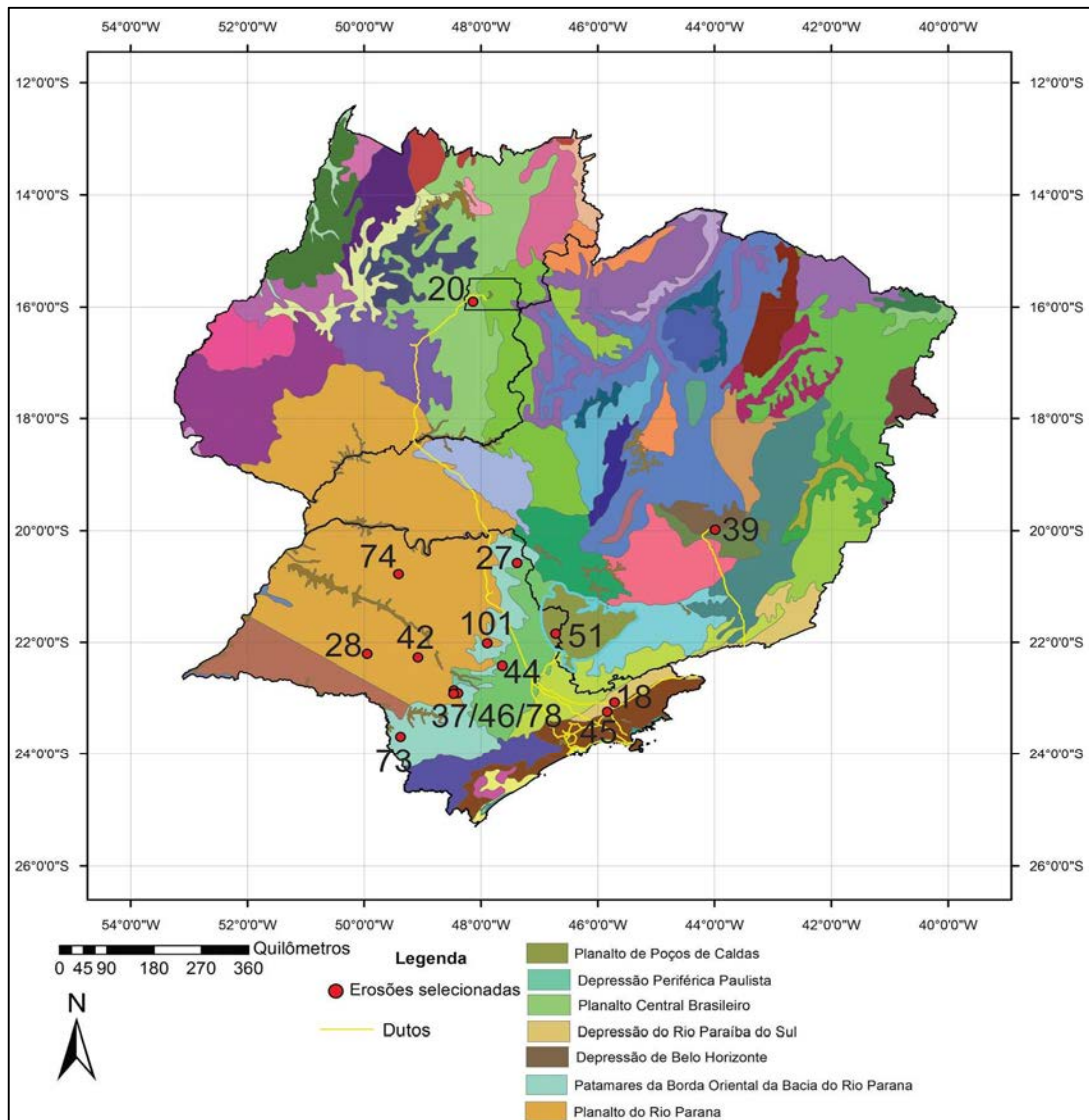 54°0'0"W 52°0'0"W 50°0'0"W 48°0'0"W 46°0'0"W 44°0'0"W 42°0'0"W 40°0'0"W
12°0'0"S 12°0'0"S
14°0'0"S 14°0'0"S
20
16°0'0"S 16°0'0"S
18°0'0"S 18°0'0"S
20°0'0"S 39 20°0'0"S
74 27
101 51
22°0'0"S 28 42 22°0'0"S
44
18
37/46/78 45
73
24°0'0"S 24°0'0"S
26°0'0"S 26°0'0"S
54°0'0"W 52°0'0"W 50°0'0"W 48°0'0"W 46°0'0"W 44°0'0"W 42°0'0"W 40°0'0"W
Quilômetros
0 45 90 180 270 360
N
Legenda
Erosões selecionadas
Dutos
Planalto de Poços de Caldas
Depressão Periférica Paulista
Planalto Central Brasileiro
Depressão do Rio Paraíba do Sul
Depressão de Belo Horizonte
Patamares da Borda Oriental da Bacia do Rio Parana
Planalto do Rio Parana